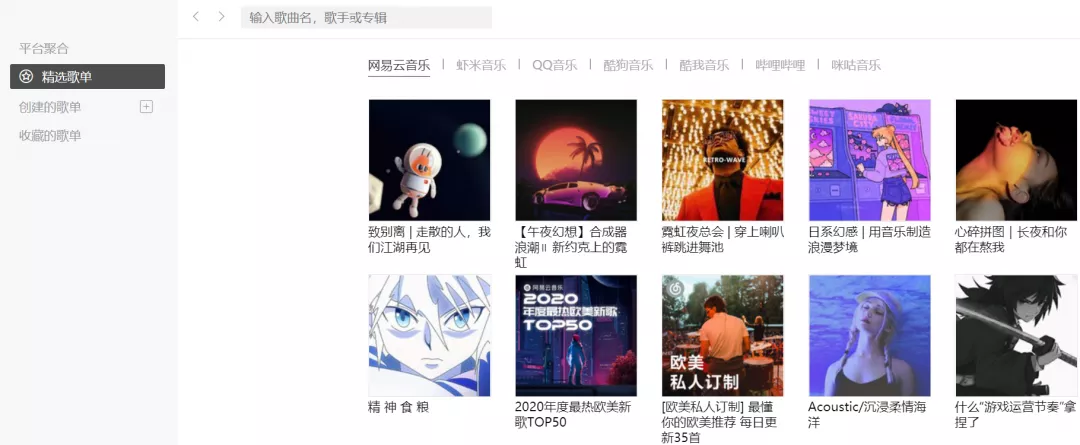 输入歌曲名，歌手或专辑
平台聚合
精选歌单
创建的歌单
收藏的歌单
网易云音乐 | 虾米音乐 | QQ音乐 | 酷狗音乐 | 酷我音乐 | 哔哩哔哩 | 咪咕音乐
RETRO-WAVE
SAKURA
CITY
致别离 | 走散的人，我
们江湖再见
【午夜幻想】合成器
浪潮॥ 新约克上的霓
虹
霓虹夜总会 | 穿上喇叭
裤跳进舞池
日系幻感 | 用音乐制造
浪漫梦境
心碎拼图 | 长夜和你
都在熬我
网易云音乐
2020
年度最热欧美新歌
TOP50
欧美
私人订制
精 神 食 粮
2020年度最热欧美新
歌TOP50
[欧美私人订制] 最懂
你的欧美推荐 每日更
新35首
Acoustic/沉浸柔情海
洋
什么“游戏运营节奏”拿
捏了